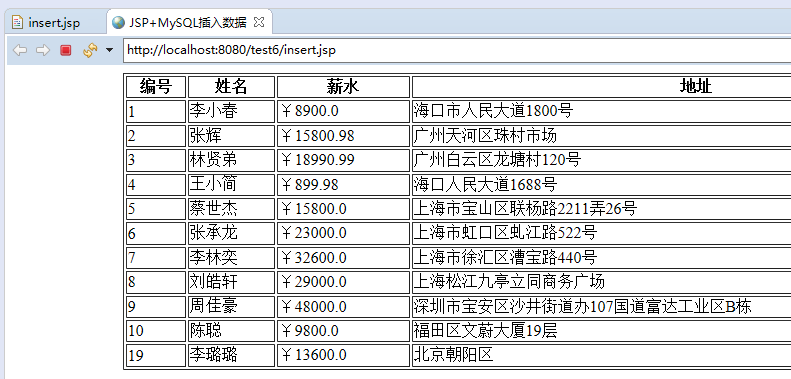 insert.jsp JSP+MySQL插入数据
http://localhost:8080/test6/insert.jsp
编号 姓名 薪水 地址
1 李小春 ￥8900.0 海口市人民大道1800号
2 张辉 ￥15800.98 广州天河区珠村市场
3 林贤弟 ￥18990.99 广州白云区龙塘村120号
4 王小简 ￥899.98 海口人民大道1688号
5 蔡世杰 ￥15800.0 上海市宝山区联杨路2211弄26号
6 张承龙 ￥23000.0 上海市虹口区虬江路522号
7 李林奕 ￥32600.0 上海市徐汇区漕宝路440号
8 刘皓轩 ￥29000.0 上海松江九亭立同商务广场
9 周佳豪 ￥48000.0 深圳市宝安区沙井街道办107国道富达工业区B栋
10 陈聪 ￥9800.0 福田区文蔚大厦19层
19 李璐璐 ￥13600.0 北京朝阳区